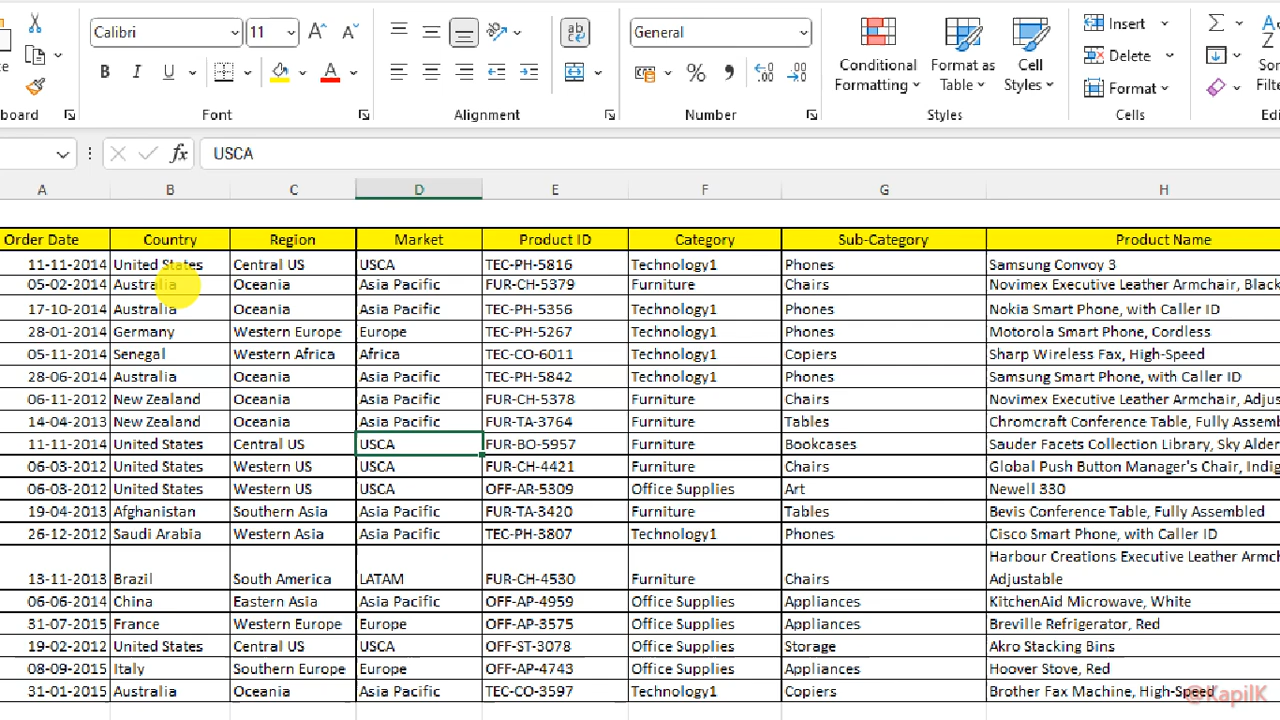 Calibri 11 General
Conditional Formatting Format as Table Cell Styles
Insert
Delete
Format
board Font Alignment Number Styles Cells
fx USCA
A B C D E F G H
Order Date Country Region Market Product ID Category Sub-Category Product Name
11-11-2014 United States Central US USCA TEC-PH-5816 Technology1 Phones Samsung Convoy 3
05-02-2014 Australia Oceania Asia Pacific FUR-CH-5379 Furniture Chairs Novimex Executive Leather Armchair, Black
17-10-2014 Australia Oceania Asia Pacific TEC-PH-5356 Technology1 Phones Nokia Smart Phone, with Caller ID
28-01-2014 Germany Western Europe Europe TEC-PH-5267 Technology1 Phones Motorola Smart Phone, Cordless
05-11-2014 Senegal Western Africa Africa TEC-CO-6011 Technology1 Copiers Sharp Wireless Fax, High-Speed
28-06-2014 Australia Oceania Asia Pacific TEC-PH-5842 Technology1 Phones Samsung Smart Phone, with Caller ID
06-11-2012 New Zealand Oceania Asia Pacific FUR-CH-5378 Furniture Chairs Novimex Executive Leather Armchair, Adjus
14-04-2013 New Zealand Oceania Asia Pacific FUR-TA-3764 Furniture Tables Chromcraft Conference Table, Fully Assemb
11-11-2014 United States Central US USCA FUR-BO-5957 Furniture Bookcases Sauder Facets Collection Library, Sky Alder
06-03-2012 United States Western US USCA FUR-CH-4421 Furniture Chairs Global Push Button Manager's Chair, Indig
06-03-2012 United States Western US USCA OFF-AR-5309 Office Supplies Art Newell 330
19-04-2013 Afghanistan Southern Asia Asia Pacific FUR-TA-3420 Furniture Tables Bevis Conference Table, Fully Assembled
26-12-2012 Saudi Arabia Western Asia Asia Pacific TEC-PH-3807 Technology1 Phones Cisco Smart Phone, with Caller ID
Harbour Creations Executive Leather Armch
13-11-2013 Brazil South America LATAM FUR-CH-4530 Furniture Chairs Adjustable
06-06-2014 China Eastern Asia Asia Pacific OFF-AP-4959 Office Supplies Appliances KitchenAid Microwave, White
31-07-2015 France Western Europe Europe OFF-AP-3575 Office Supplies Appliances Breville Refrigerator, Red
19-02-2012 United States Central US USCA OFF-ST-3078 Office Supplies Storage Akro Stacking Bins
08-09-2015 Italy Southern Europe Europe OFF-AP-4743 Office Supplies Appliances Hoover Stove, Red
31-01-2015 Australia Oceania Asia Pacific TEC-CO-3597 Technology1 Copiers Brother Fax Machine, High-Speed
@KapilK